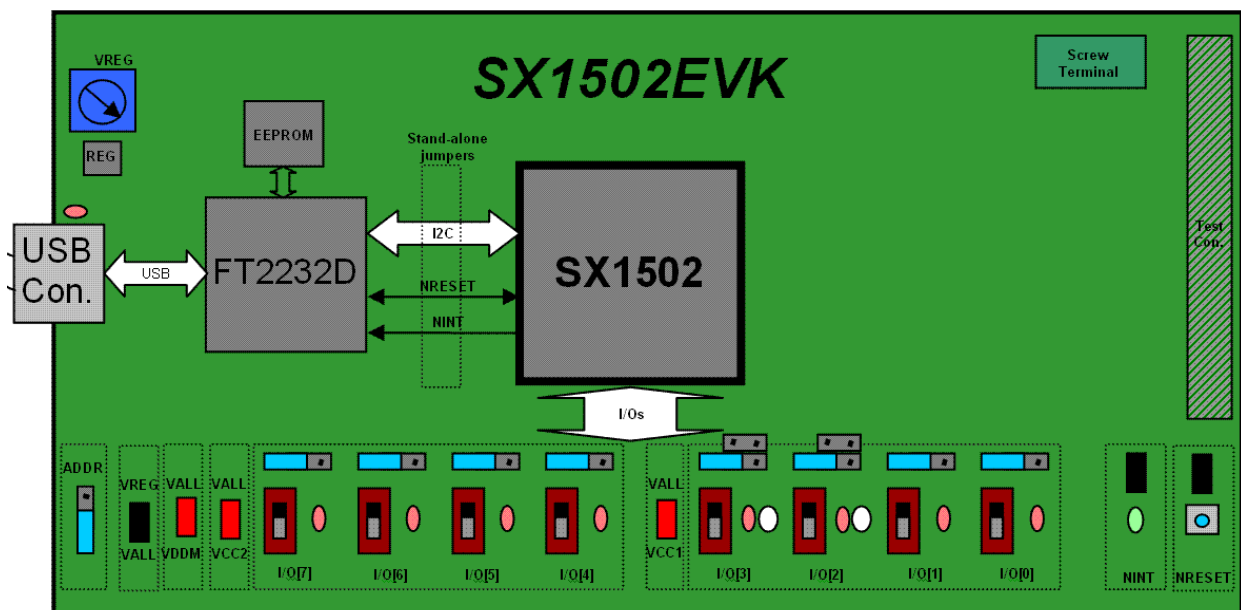 VREG
SX1502EVK
Screw
Terminal
EEPROM
Stand-alone
jumpers
REG
I2C
USB
Con.
USB
FT2232D
SX1502
NRESET
NINT
Test
Con.
I/Os
ADDR
VREG
VALL
VALL
VDDM
VALL
VCC2
I/O[7]
I/O[6]
I/O[5]
I/O[4]
VALL
VCC1
I/O[3]
I/O[2]
I/O[1]
I/O[0]
NINT
NRESET